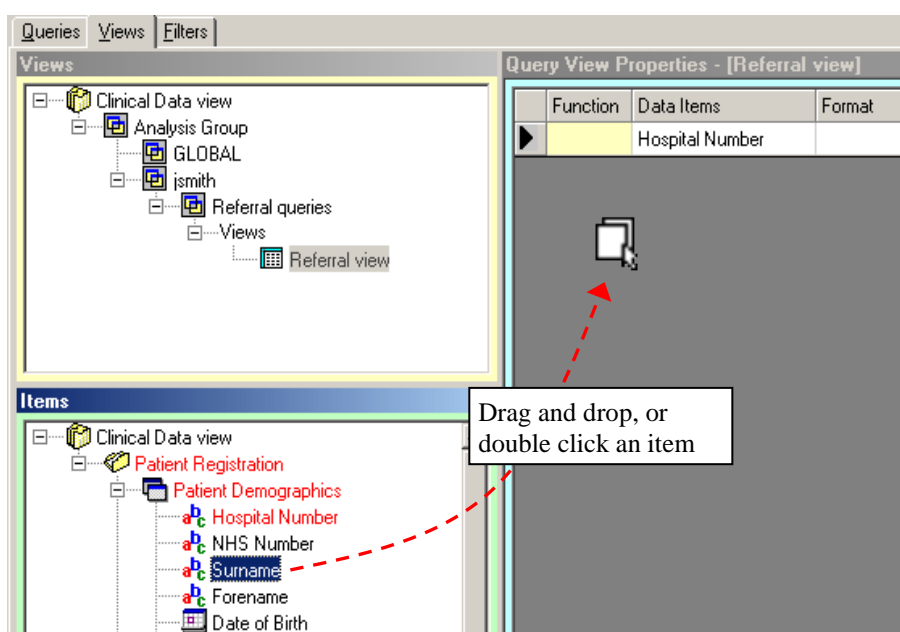 Queries Views Filters
Views
Clinical Data view
Analysis Group
GLOBAL
jsmith
Referral queries
Views
Referral view
Query View Properties - [Referral view]
Function Data Items Format
Hospital Number
Drag and drop, or
double click an item
Items
Clinical Data view
Patient Registration
Patient Demographics
Hospital Number
NHS Number
Surname
Forename
Date of Birth